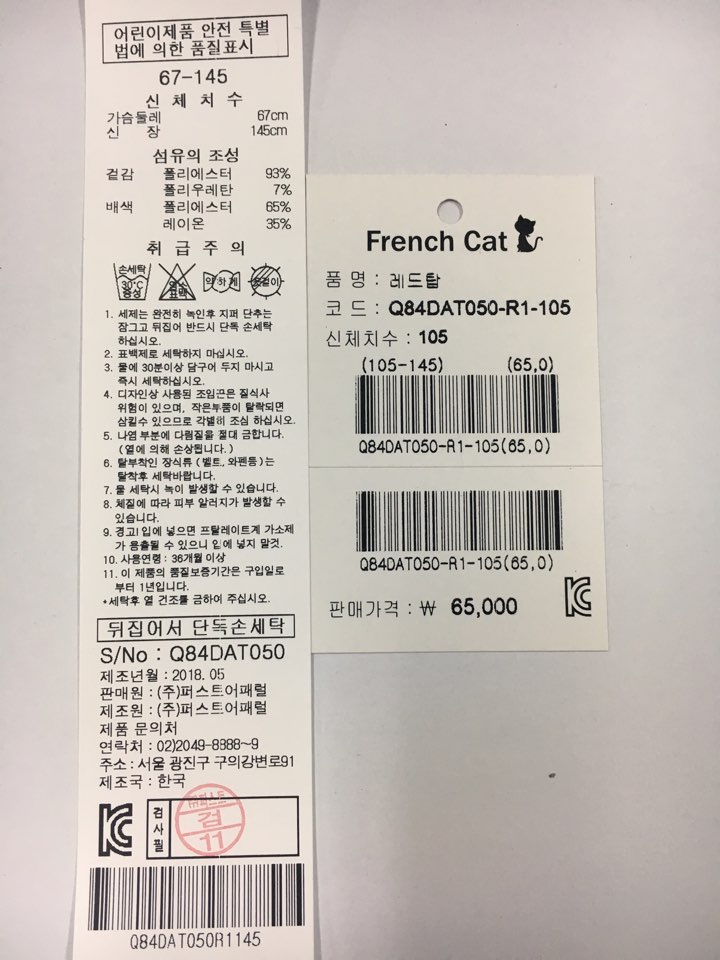 어린이제품 안전 특별
법에 의한 품질표시
67-145
신 체 치 수
가슴둘레 67cm
신 장 145cm
섬유의 조성
겉감 폴리에스터 93%
폴리우레탄 7%
배색 폴리에스터 65%
레이온 35%
취 급 주 의
손세탁 30°C 중성
염소 표백
약하게
옷걸이
1. 세제는 완전히 녹인후 지퍼 단추는
잠그고 뒤집어 반드시 단독 손세탁
하십시오.
2. 표백제로 세탁하지 마십시오.
3. 물에 30분이상 담구어 두지 마시고
즉시 세탁하십시오.
4. 디자인상 사용된 조임끈은 질식사
위험이 있으며, 작은부품이 탈락되면
삼킬수 있으므로 각별히 조심 하십시오.
5. 나염 부분에 다림질을 절대 금합니다.
(열에 의해 손상됩니다.)
6. 탈부착인 장식류 (벨트, 와펜등)는
탈착후 세탁바랍니다.
7. 물 세탁시 녹이 발생할 수 있습니다.
8. 체질에 따라 피부 알러지가 발생할 수
있습니다.
9. 경고! 입에 넣으면 프탈레이트계 가소제
가 용출될 수 있으니 입에 넣지 말것.
10. 사용연령 : 36개월 이상
11. 이 제품의 품질보증기간은 구입일로
부터 1년입니다.
*세탁후 열 건조를 금하여 주십시오.
뒤집어서 단독손세탁
S/No : Q84DAT050
제조년월 : 2018. 05
판매원 : (주)퍼스트어패럴
제조원 : (주)퍼스트어패럴
제품 문의처
연락처 : 02)2049-8888~9
주소 : 서울 광진구 구의강변로91
제조국 : 한국
검사필
㈜퍼스트
검
11
Q84DAT050R1145
French Cat
품 명 : 레드탑
코 드 : Q84DAT050-R1-105
신체치수 : 105
(105-145) (65,0)
Q84DAT050-R1-105(65,0)
Q84DAT050-R1-105(65,0)
판매가격 : ₩ 65,000